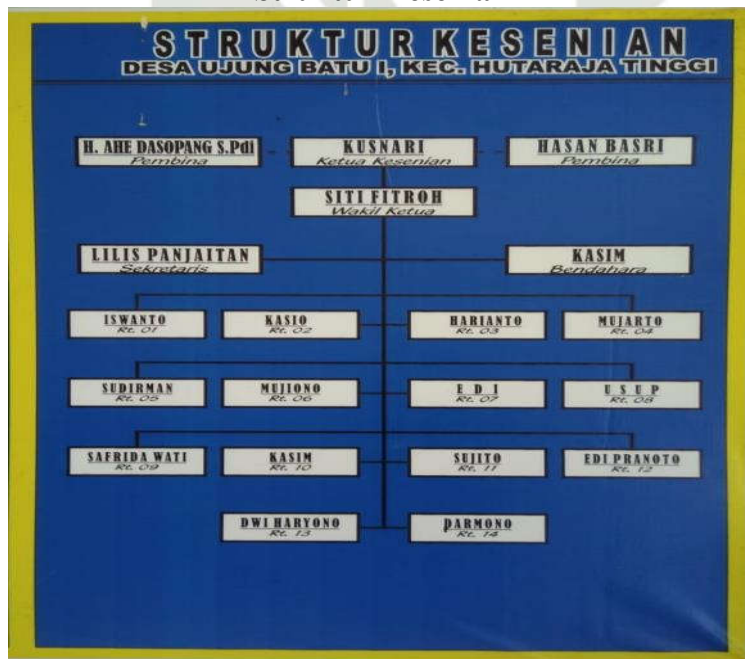 STRUKTUR KESENIAN
DESA UJUNG BATU I, KEC. HUTARAJA TINGGI
H. AHE DASOPANG S.Pdi
Pembina
KUSNARI
Ketua Kesenian
HASAN BASRI
Pembina
SITI FITROH
Wakil Ketua
LILIS PANJAITAN
Sekretaris
KASIM
Bendahara
ISWANTO
Rt. 01
KASIO
Rt. 02
HARIANTO
Rt. 03
MUJARTO
Rt. 04
SUDIRMAN
Rt. 05
MUJIONO
Rt. 06
E D I
Rt. 07
U S U P
Rt. 08
SAFRIDA WATI
Rt. 09
KASIM
Rt. 10
SUJITO
Rt. 11
EDI PRANOTO
Rt. 12
DWI HARYONO
Rt. 13
PARMONO
Rt. 14